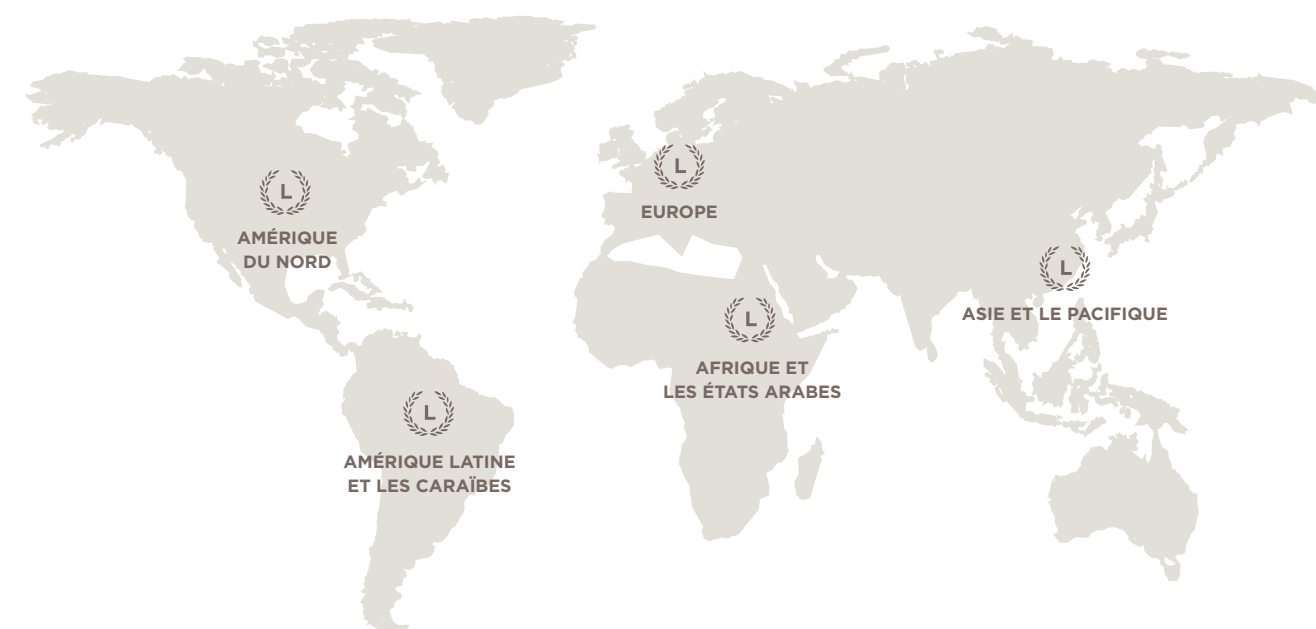 L
AMÉRIQUE
DU NORD
L
EUROPE
L
ASIE ET LE PACIFIQUE
L
AFRIQUE ET
LES ÉTATS ARABES
L
AMÉRIQUE LATINE
ET LES CARAÏBES